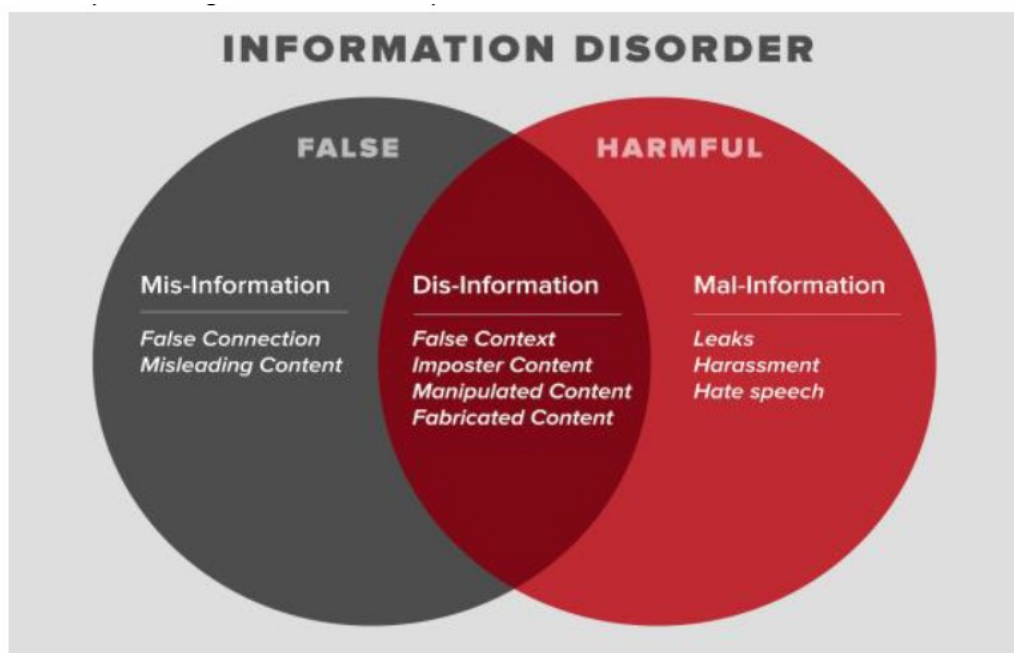 INFORMATION DISORDER
FALSE
HARMFUL
Mis-Information
False Connection
Misleading Content
Dis-Information
False Context
Imposter Content
Manipulated Content
Fabricated Content
Mal-Information
Leaks
Harassment
Hate speech